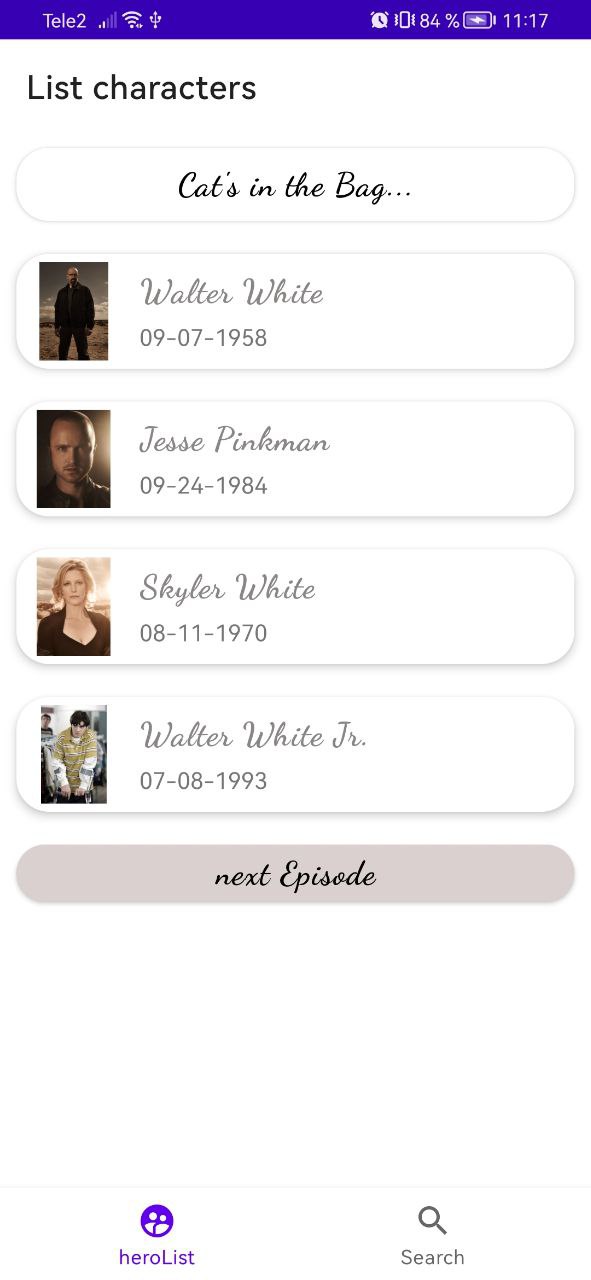 Tele2 84 % 11:17
List characters
Cat's in the Bag...
Walter White
09-07-1958
Jesse Pinkman
09-24-1984
Skyler White
08-11-1970
Walter White Jr.
07-08-1993
next Episode
heroList Search